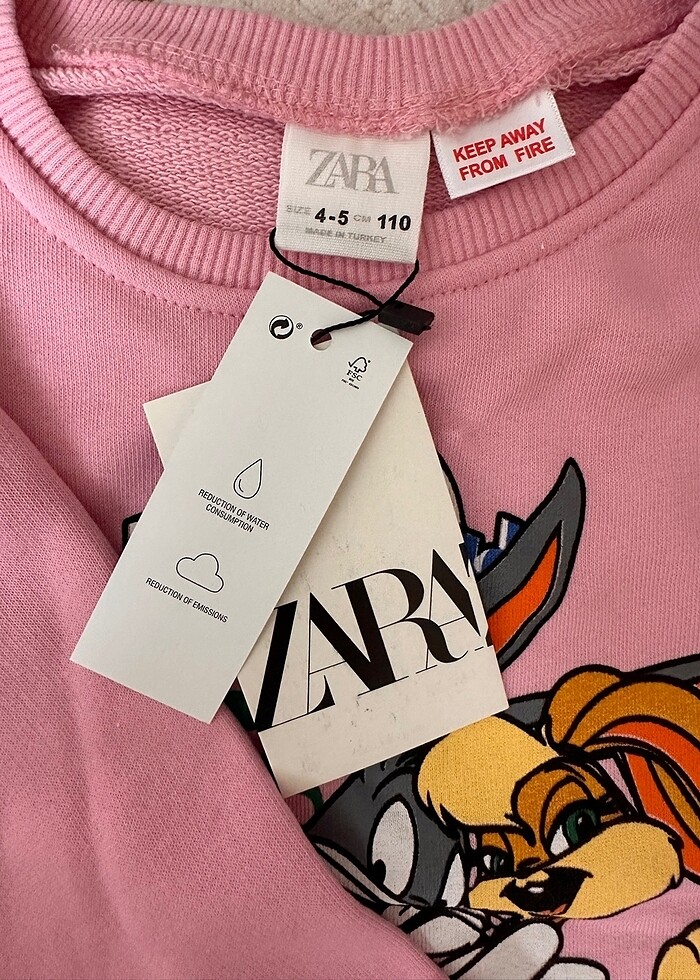 ZARA
SIZE 4-5 CM 110
MADE IN TURKEY
KEEP AWAY
FROM FIRE
®
FSC
REDUCTION OF WATER
CONSUMPTION
REDUCTION OF EMISSIONS
ZARA